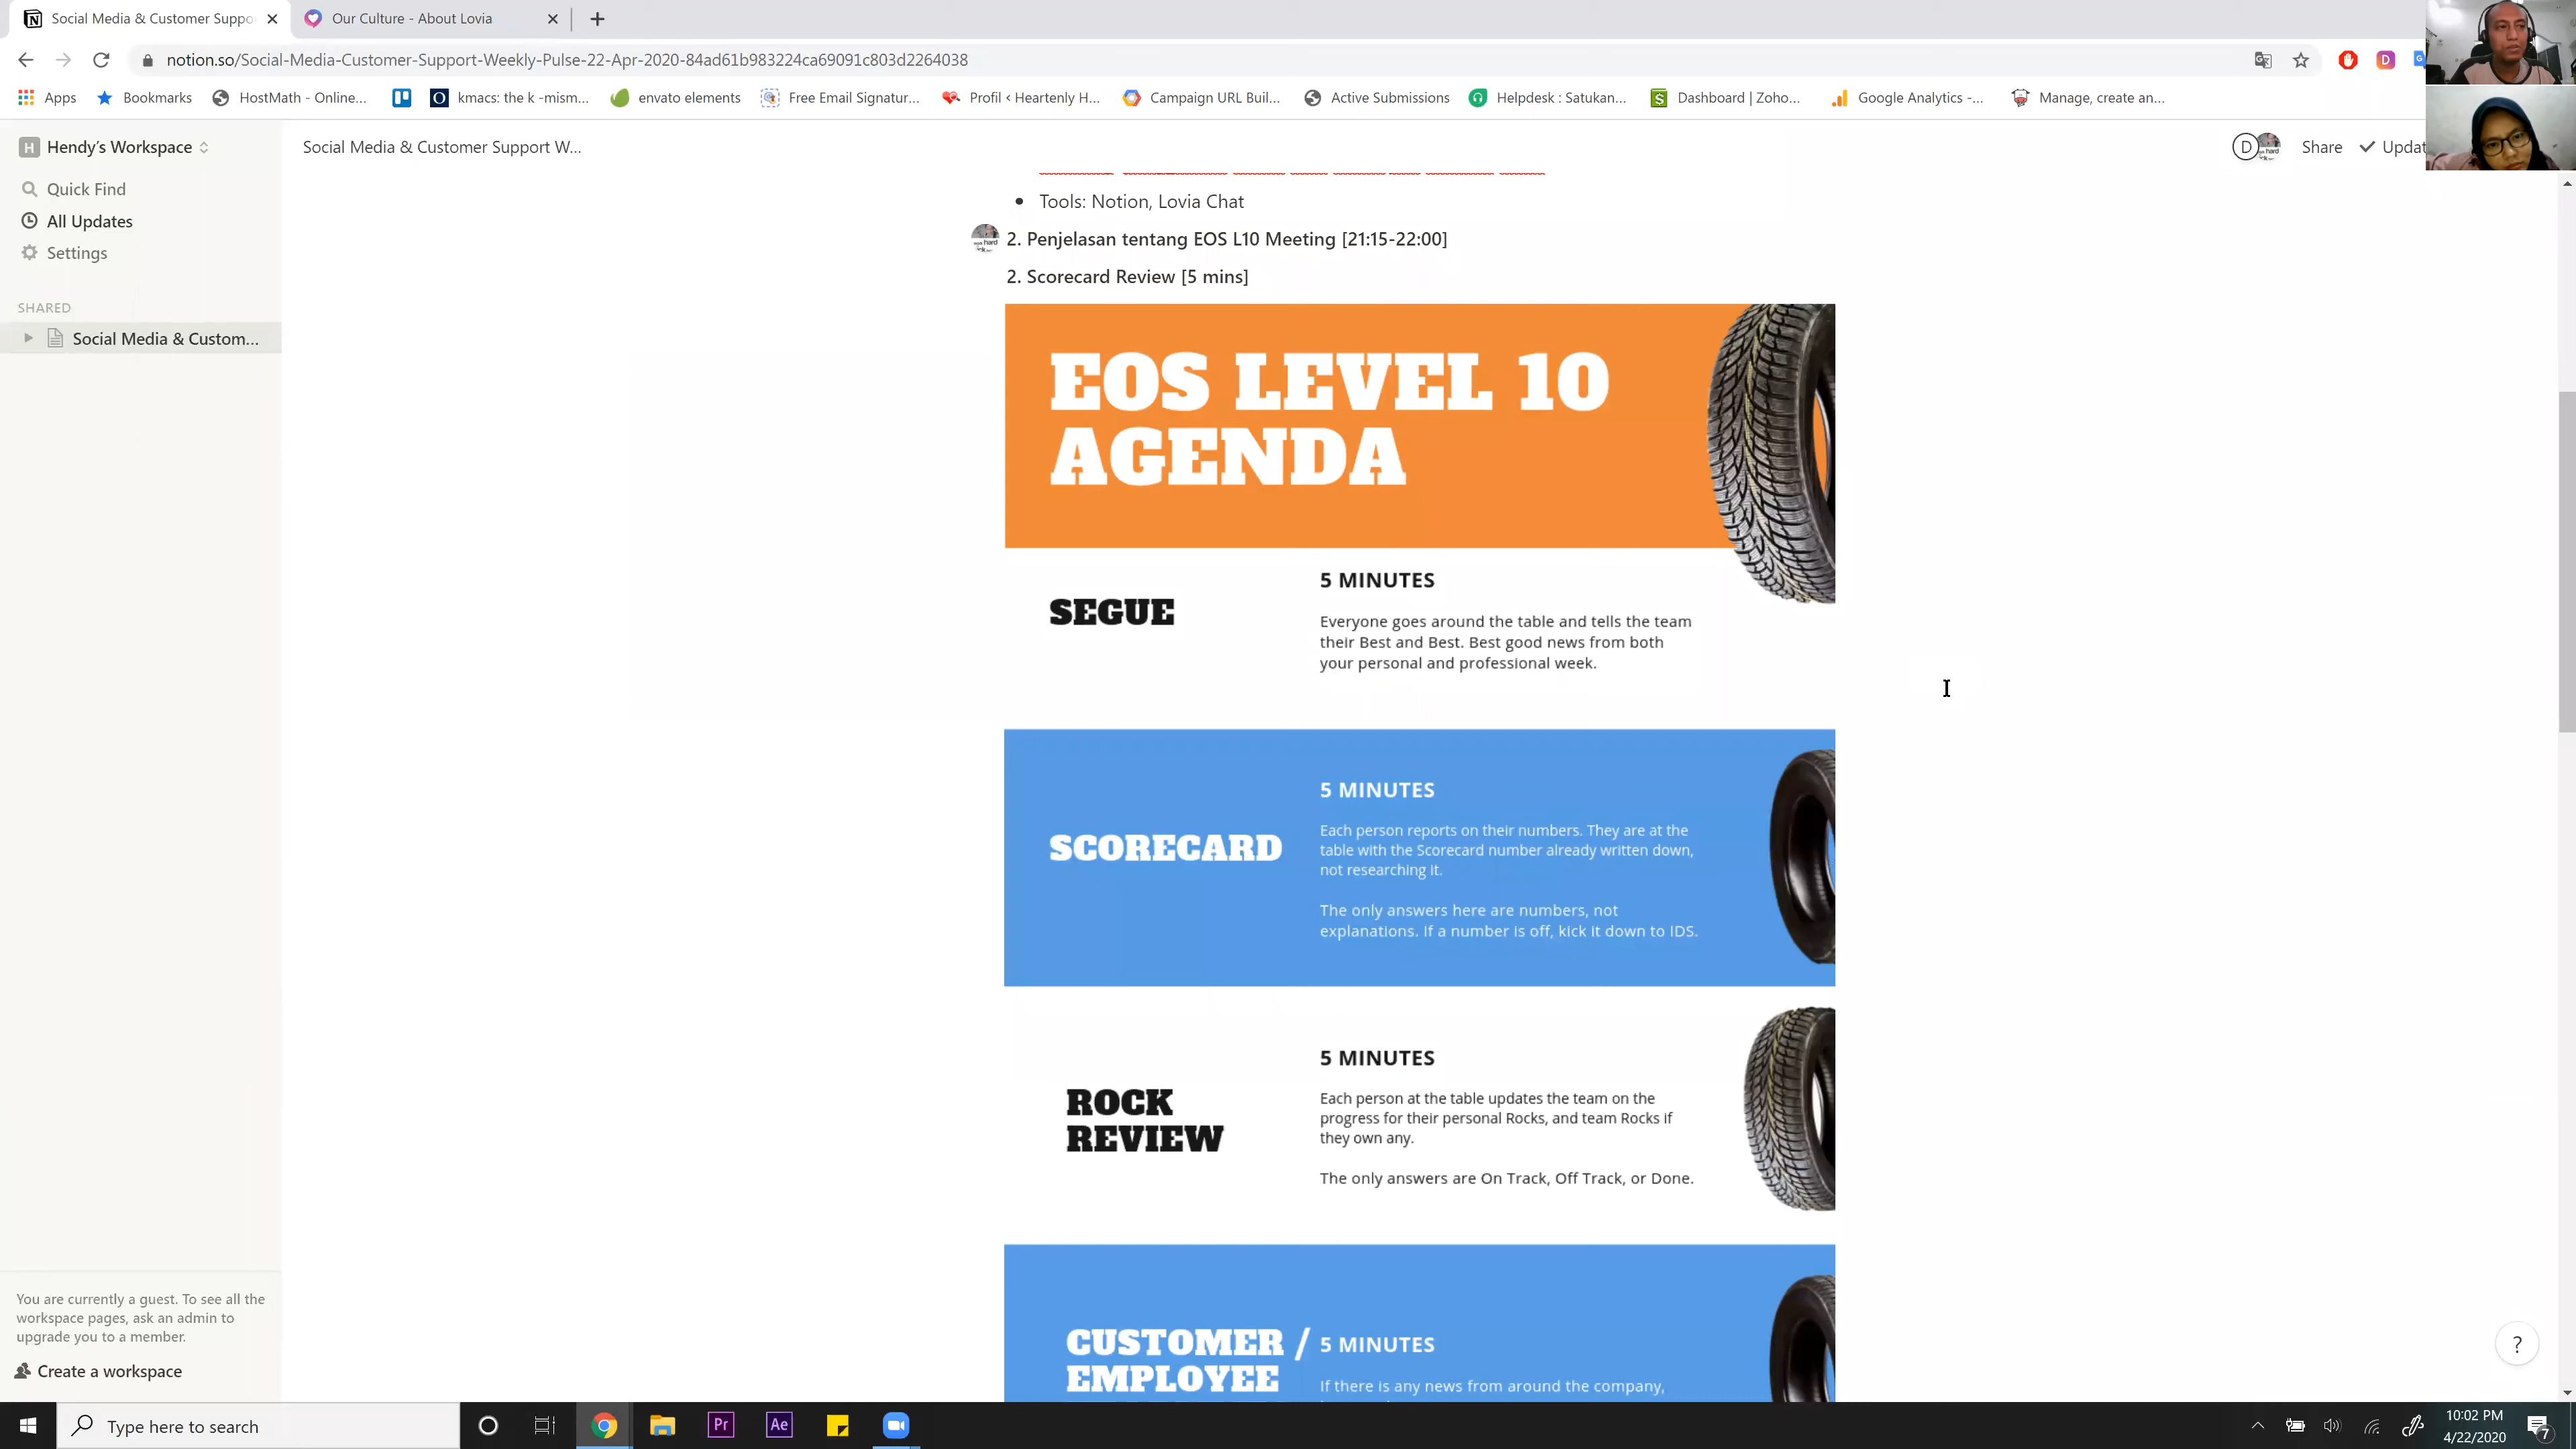 Social Media & Customer Suppo
Our Culture - About Lovia
notion.so/Social-Media-Customer-Support-Weekly-Pulse-22-Apr-2020-84ad61b983224ca69091c803d2264038
Apps
Bookmarks
HostMath - Online...
kmacs: the k -mism...
envato elements
Free Email Signatur...
Profil < Heartenly H...
Campaign URL Buil...
Active Submissions
Helpdesk : Satukan...
Dashboard | Zoho...
Google Analytics -...
Manage, create an...
H Hendy's Workspace
Quick Find
All Updates
Settings
SHARED
Social Media & Custom...
You are currently a guest. To see all the
workspace pages, ask an admin to
upgrade you to a member.
Create a workspace
Social Media & Customer Support W...
D
Share
Updat
• Tools: Notion, Lovia Chat
2. Penjelasan tentang EOS L10 Meeting [21:15-22:00]
2. Scorecard Review [5 mins]
EOS LEVEL 10
AGENDA
SEGUE
5 MINUTES
Everyone goes around the table and tells the team
their Best and Best. Best good news from both
your personal and professional week.
SCORECARD
5 MINUTES
Each person reports on their numbers. They are at the
table with the Scorecard number already written down,
not researching it.
The only answers here are numbers, not
explanations. If a number is off, kick it down to IDS.
ROCK
REVIEW
5 MINUTES
Each person at the table updates the team on the
progress for their personal Rocks, and team Rocks if
they own any.
The only answers are On Track, Off Track, or Done.
CUSTOMER /
EMPLOYEE
5 MINUTES
If there is any news from around the company,
?
Type here to search
Pr
Ae
10:02 PM
4/22/2020
7